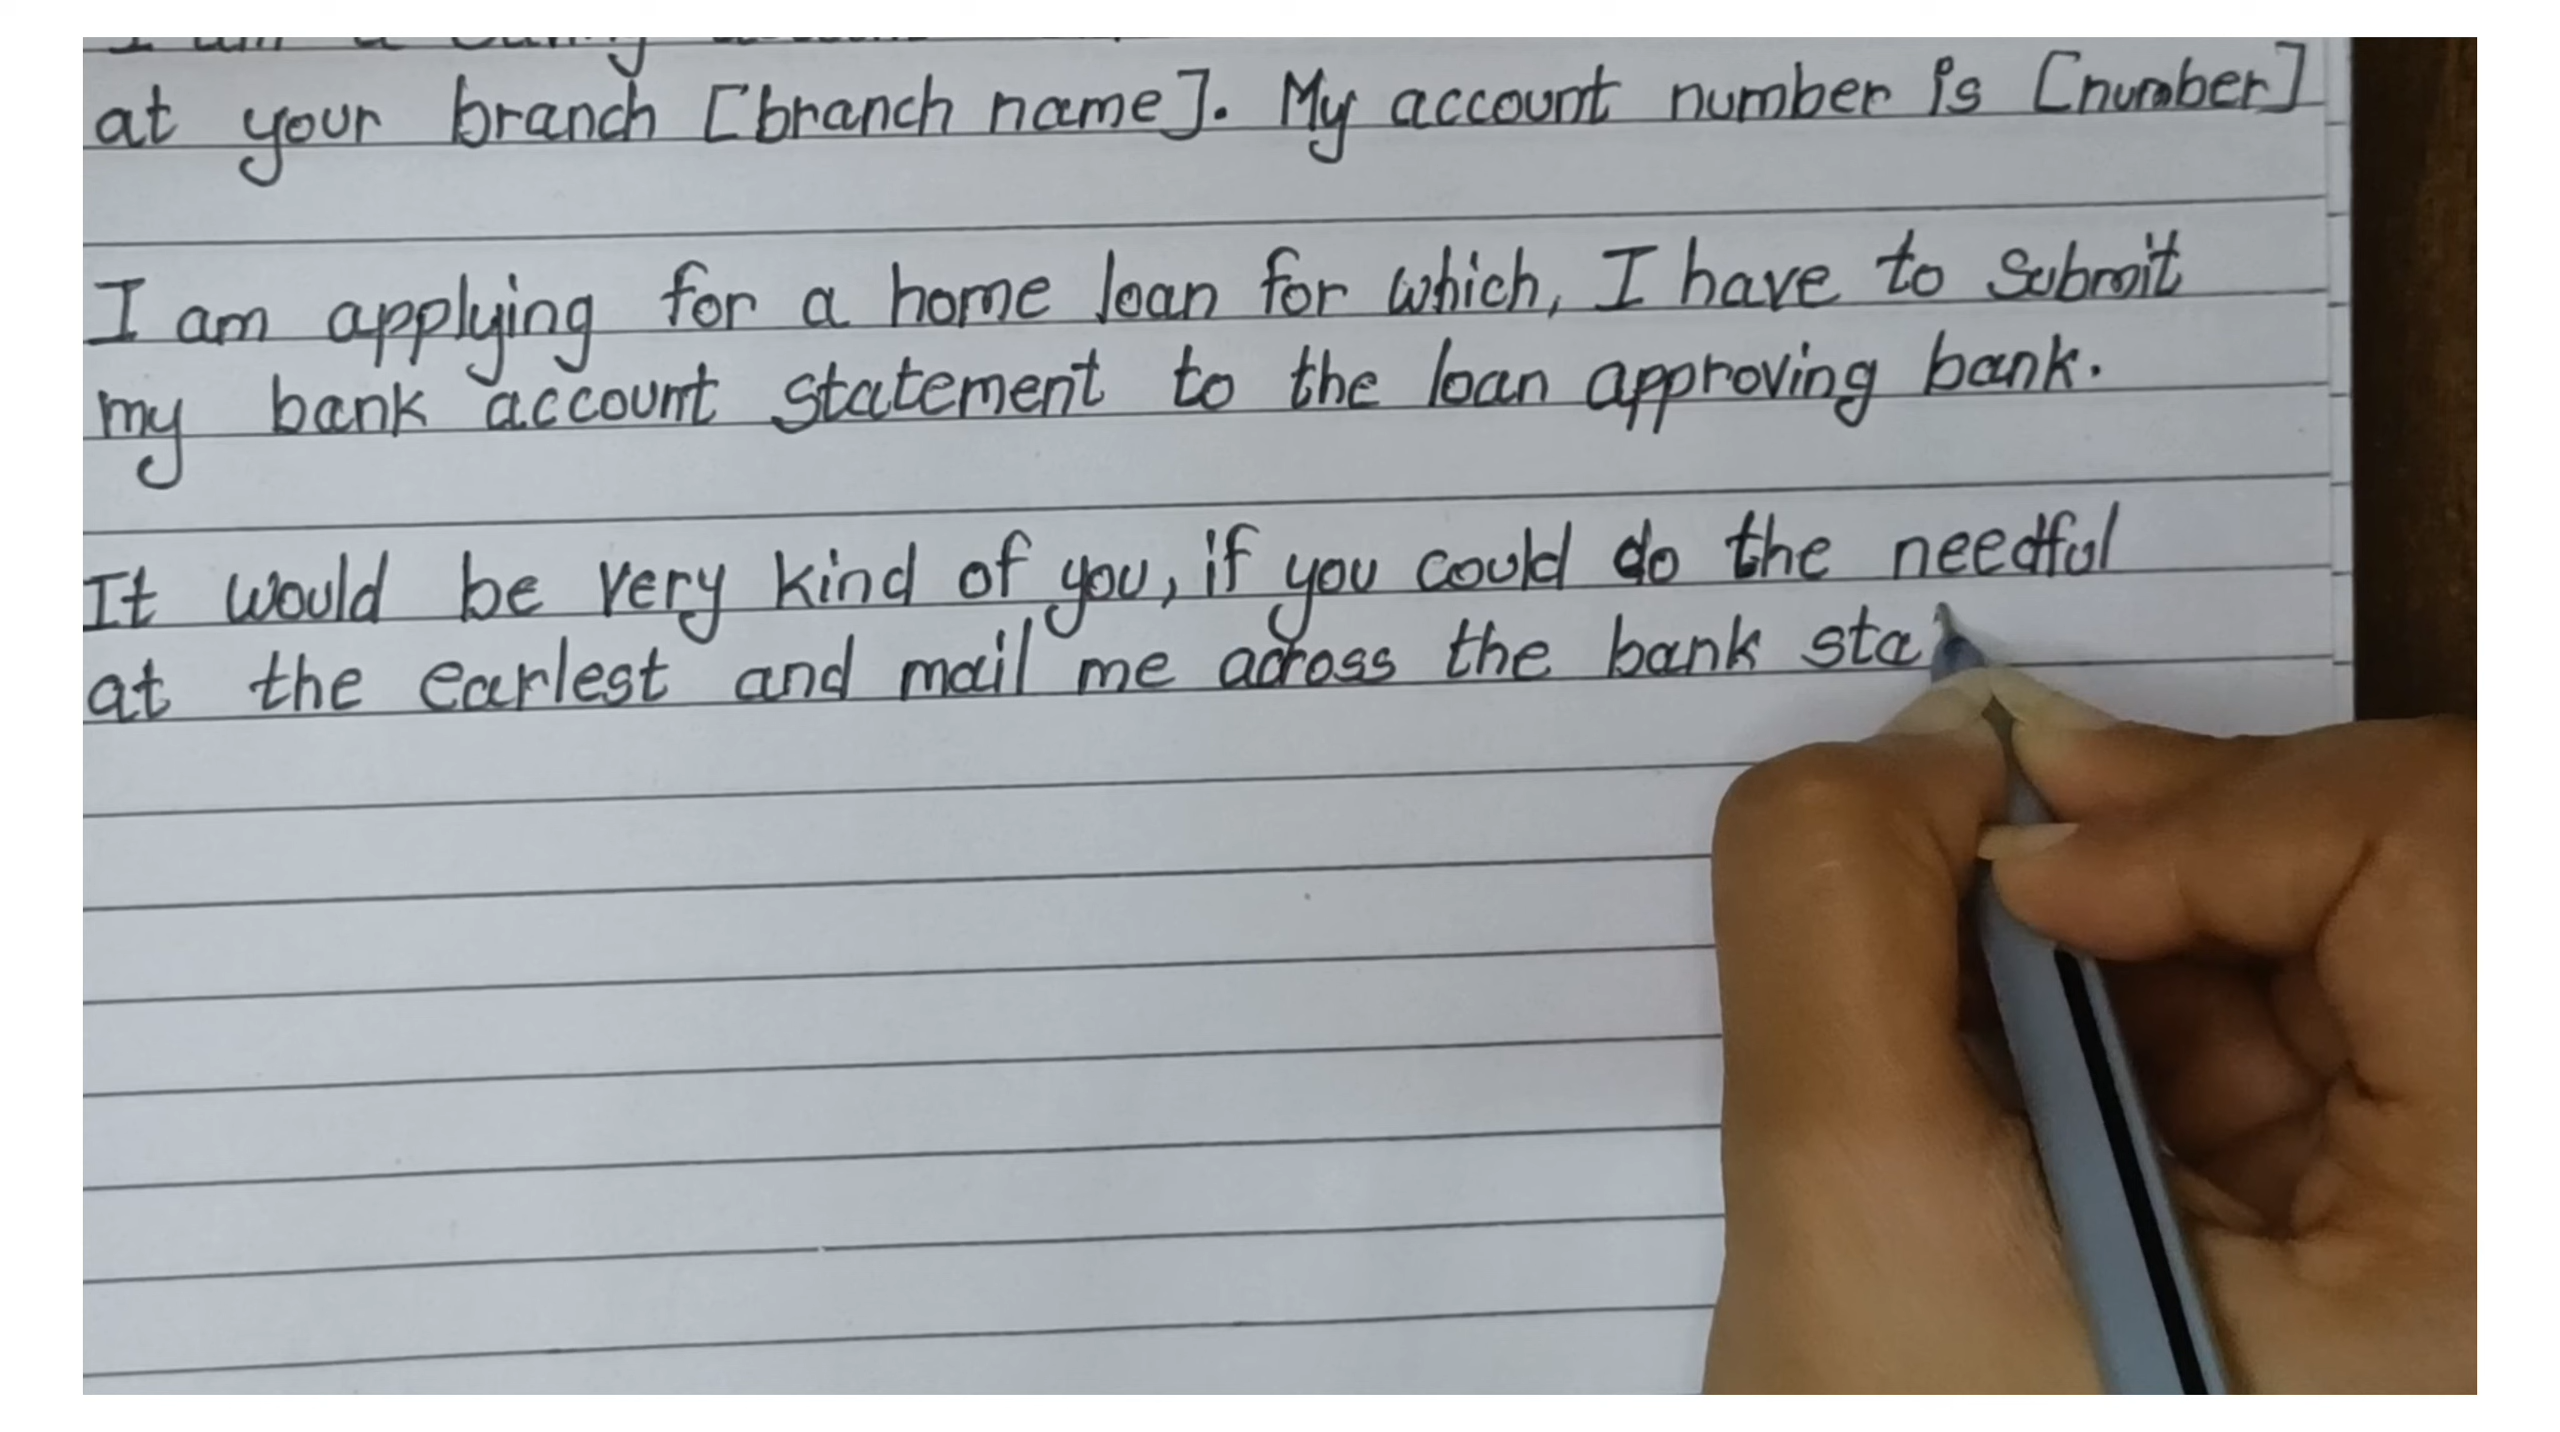 at your branch [branch name]. My account number is [number]
I am applying for a home loan for which, I have to submit
my bank account statement to the loan approving bank.
It would be very kind of you, if you could do the needful
at the earlest and mail me across the bank sta